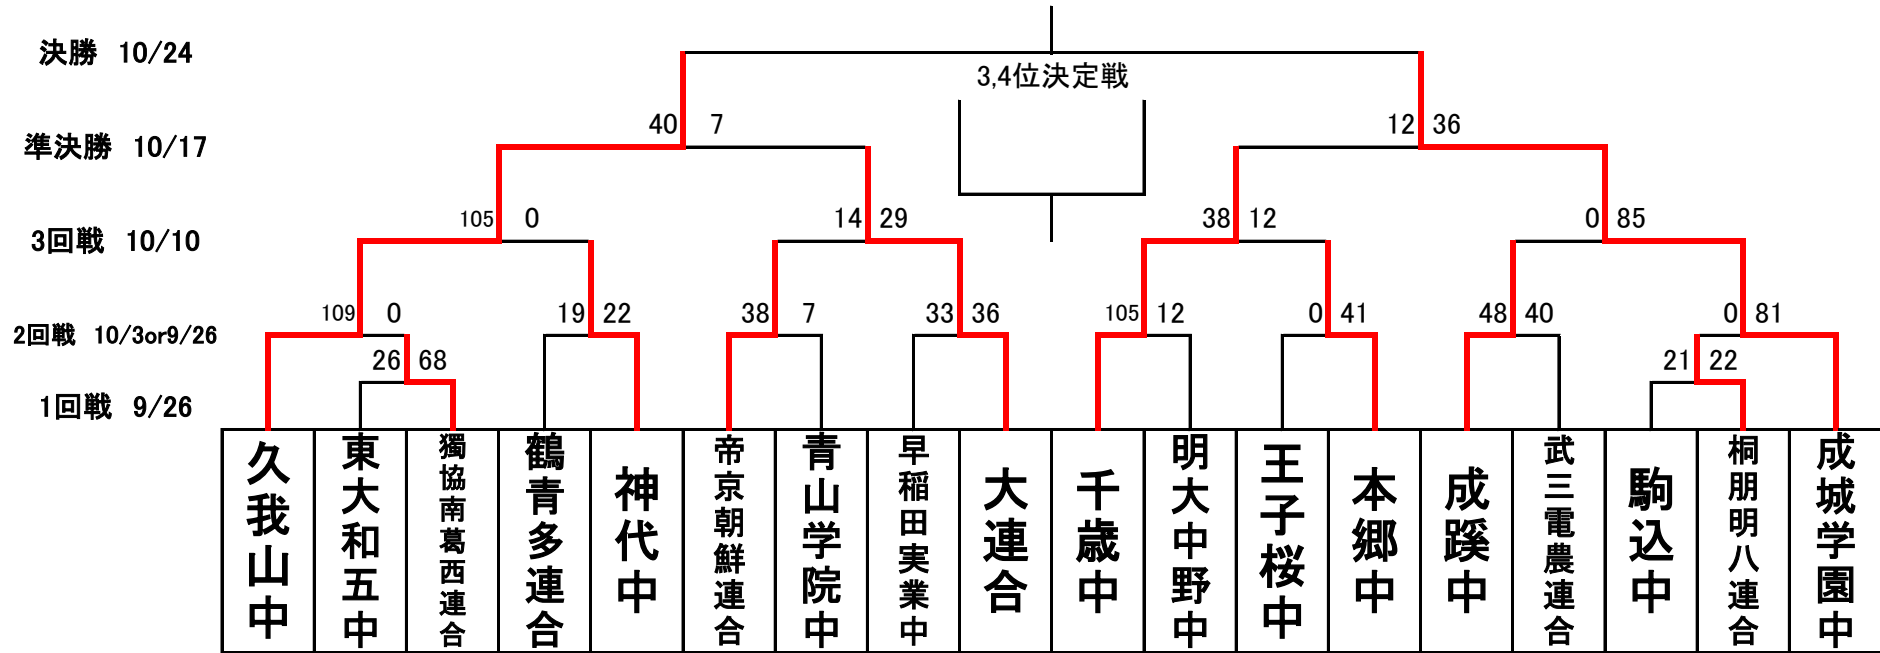 決勝 10/24
3,4位決定戦
40 7 12 36
準決勝 10/17
105 0 14 29 38 12 0 85
3回戦 10/10
109 0 19 22 38 7 33 36 105 12 0 41 48 40 0 81
2回戦 10/3or9/26
26 68 21 22
1回戦 9/26
久我山中
東大和五中
獨協南葛西連合
鶴青多連合
神代中
帝京朝鮮連合
青山学院中
早稲田実業中
大連合
千歳中
明大中野中
王子桜中
本郷中
成蹊中
武三電農連合
駒込中
桐朋明八連合
成城学園中